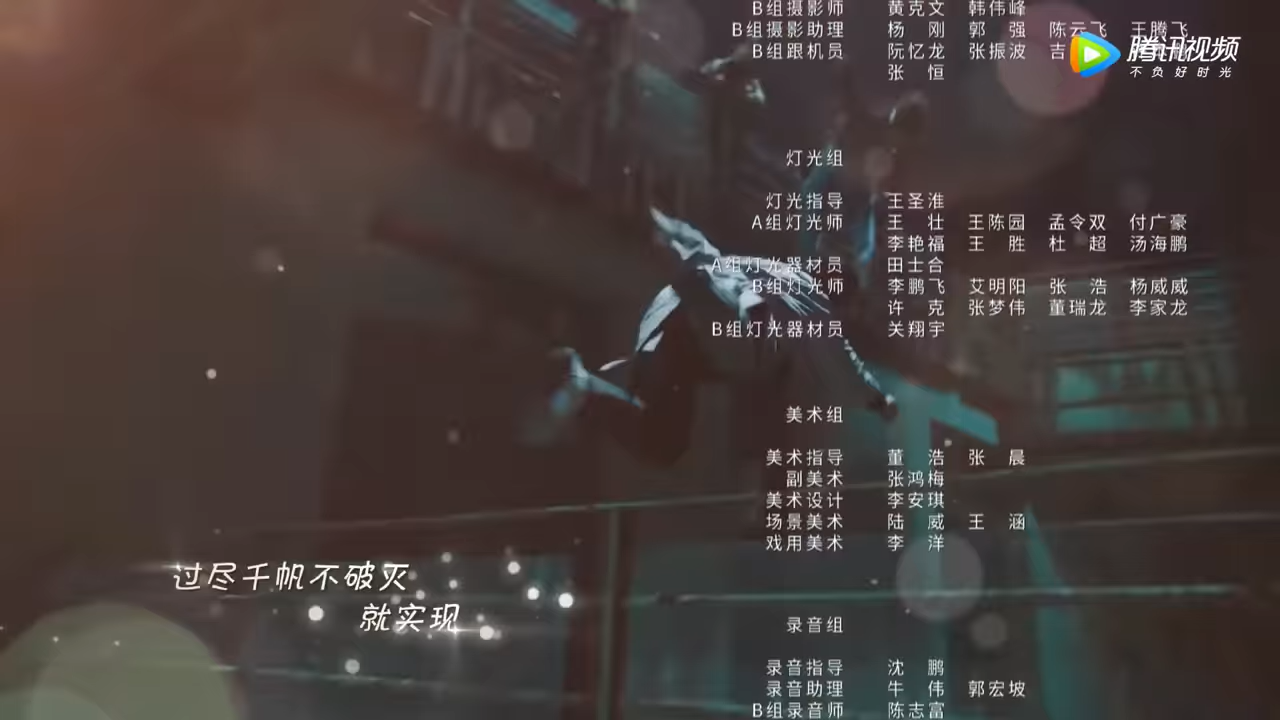 B组摄影师 黄克文 韩伟峰
B组摄影助理 杨 刚 郭 强 陈云飞 王腾飞
B组跟机员 阮忆龙 张振波 吉
张 恒
腾讯视频
不负好时光
灯光组
灯光指导 王圣淮
A组灯光师 王 壮 王陈园 孟令双 付广豪
李艳福 王 胜 杜 超 汤海鹏
A组灯光器材员 田士合
B组灯光师 李鹏飞 艾明阳 张 浩 杨威威
许 克 张梦伟 董瑞龙 李家龙
B组灯光器材员 关翔宇
美术组
美术指导 董 浩 张 晨
副美术 张鸿梅
美术设计 李安琪
场景美术 陆 威 王 涵
戏用美术 李 洋
过尽千帆不破灭
就实现
录音组
录音指导 沈 鹏
录音助理 牛 伟 郭宏坡
B组录音师 陈志富